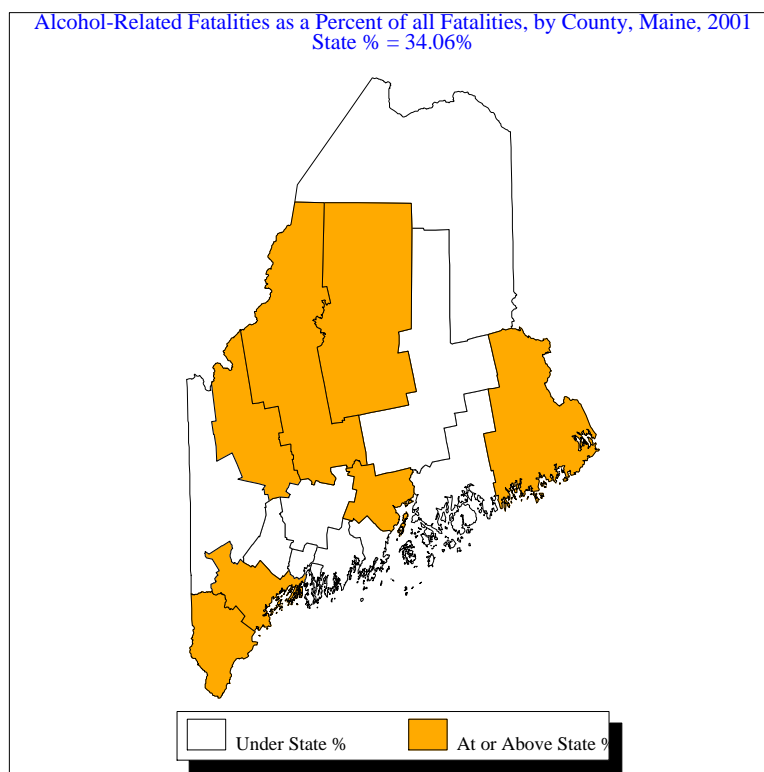 Alcohol-Related Fatalities as a Percent of all Fatalities, by County, Maine, 2001
State % = 34.06%
Under State %
At or Above State %